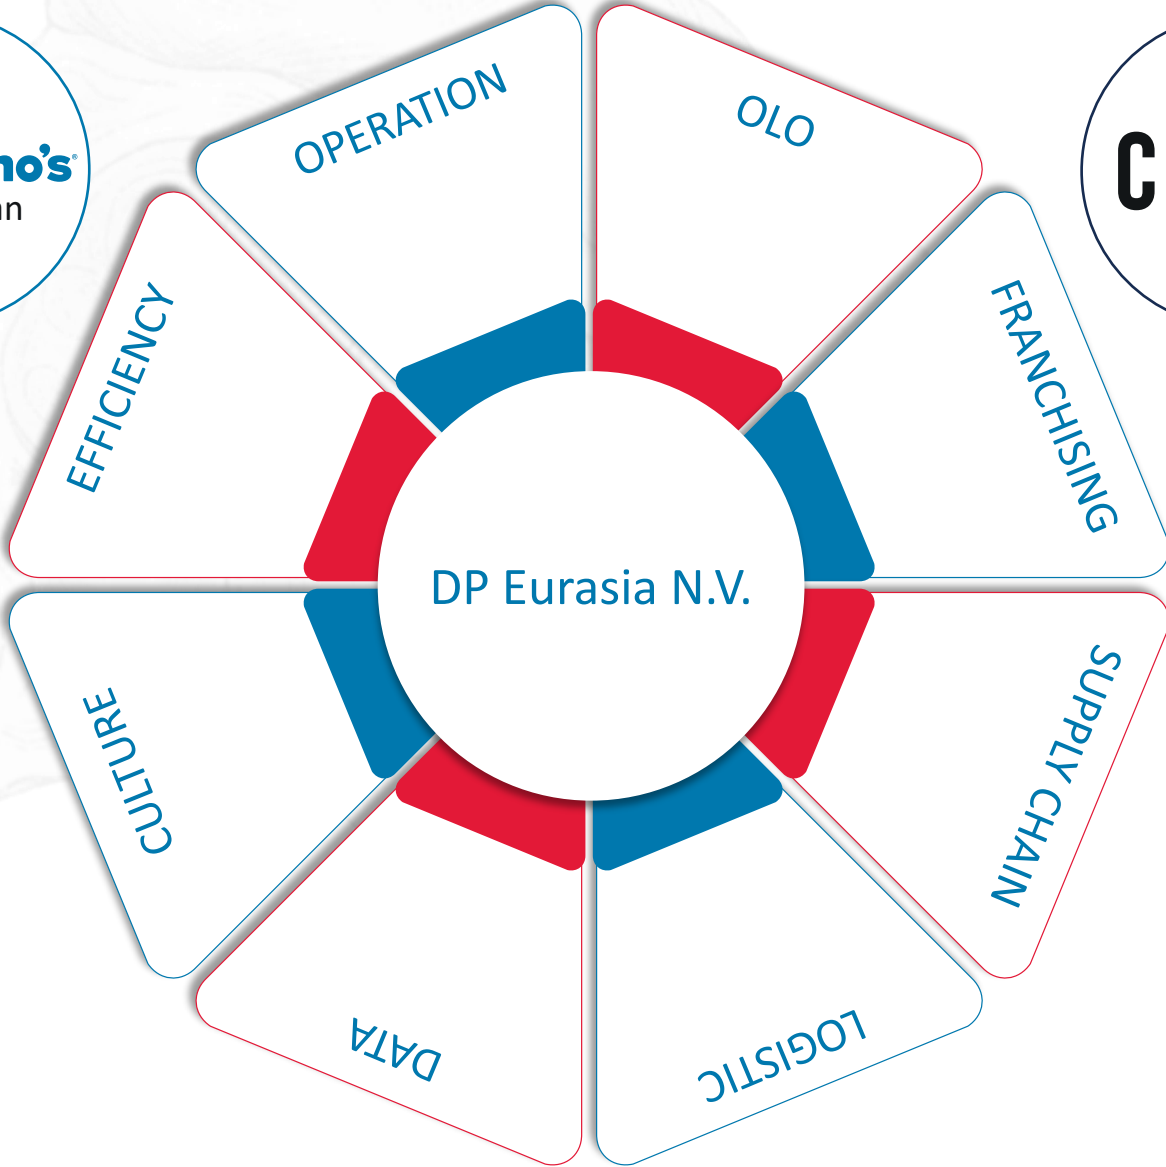 OPERATION
OLO
FRANCHISING
SUPPLY CHAIN
LOGISTIC
DATA
CULTURE
EFFICIENCY
DP Eurasia N.V.